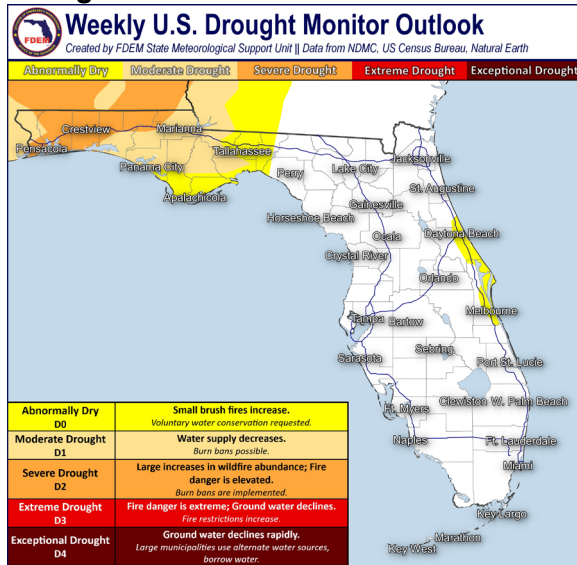 FDEM
Weekly U.S. Drought Monitor Outlook
Created by FDEM State Meteorological Support Unit || Data from NDMC, US Census Bureau, Natural Earth
Abnormally Dry Moderate Drought Severe Drought Extreme Drought Exceptional Drought
Crestview
Marianna
Pensacola
Tallahassee
Jacksonville
Panama City
Perry
Lake City
St. Augustine
Apalachicola
Gainesville
Horseshoe Beach
Ocala
Daytona Beach
Crystal River
Orlando
Melbourne
Tampa
Bartow
Sebring
Sarasota
Port St. Lucie
Clewiston
W. Palm Beach
Ft. Myers
Naples
Ft. Lauderdale
Miami
Key Largo
Marathon
Key West
Abnormally Dry
D0
Small brush fires increase.
Voluntary water conservation requested.
Moderate Drought
D1
Water supply decreases.
Burn bans possible.
Severe Drought
D2
Large increases in wildfire abundance; Fire
danger is elevated.
Burn bans are implemented.
Extreme Drought
D3
Fire danger is extreme; Ground water declines.
Fire restrictions increase.
Exceptional Drought
D4
Ground water declines rapidly.
Large municipalities use alternate water sources,
borrow water.